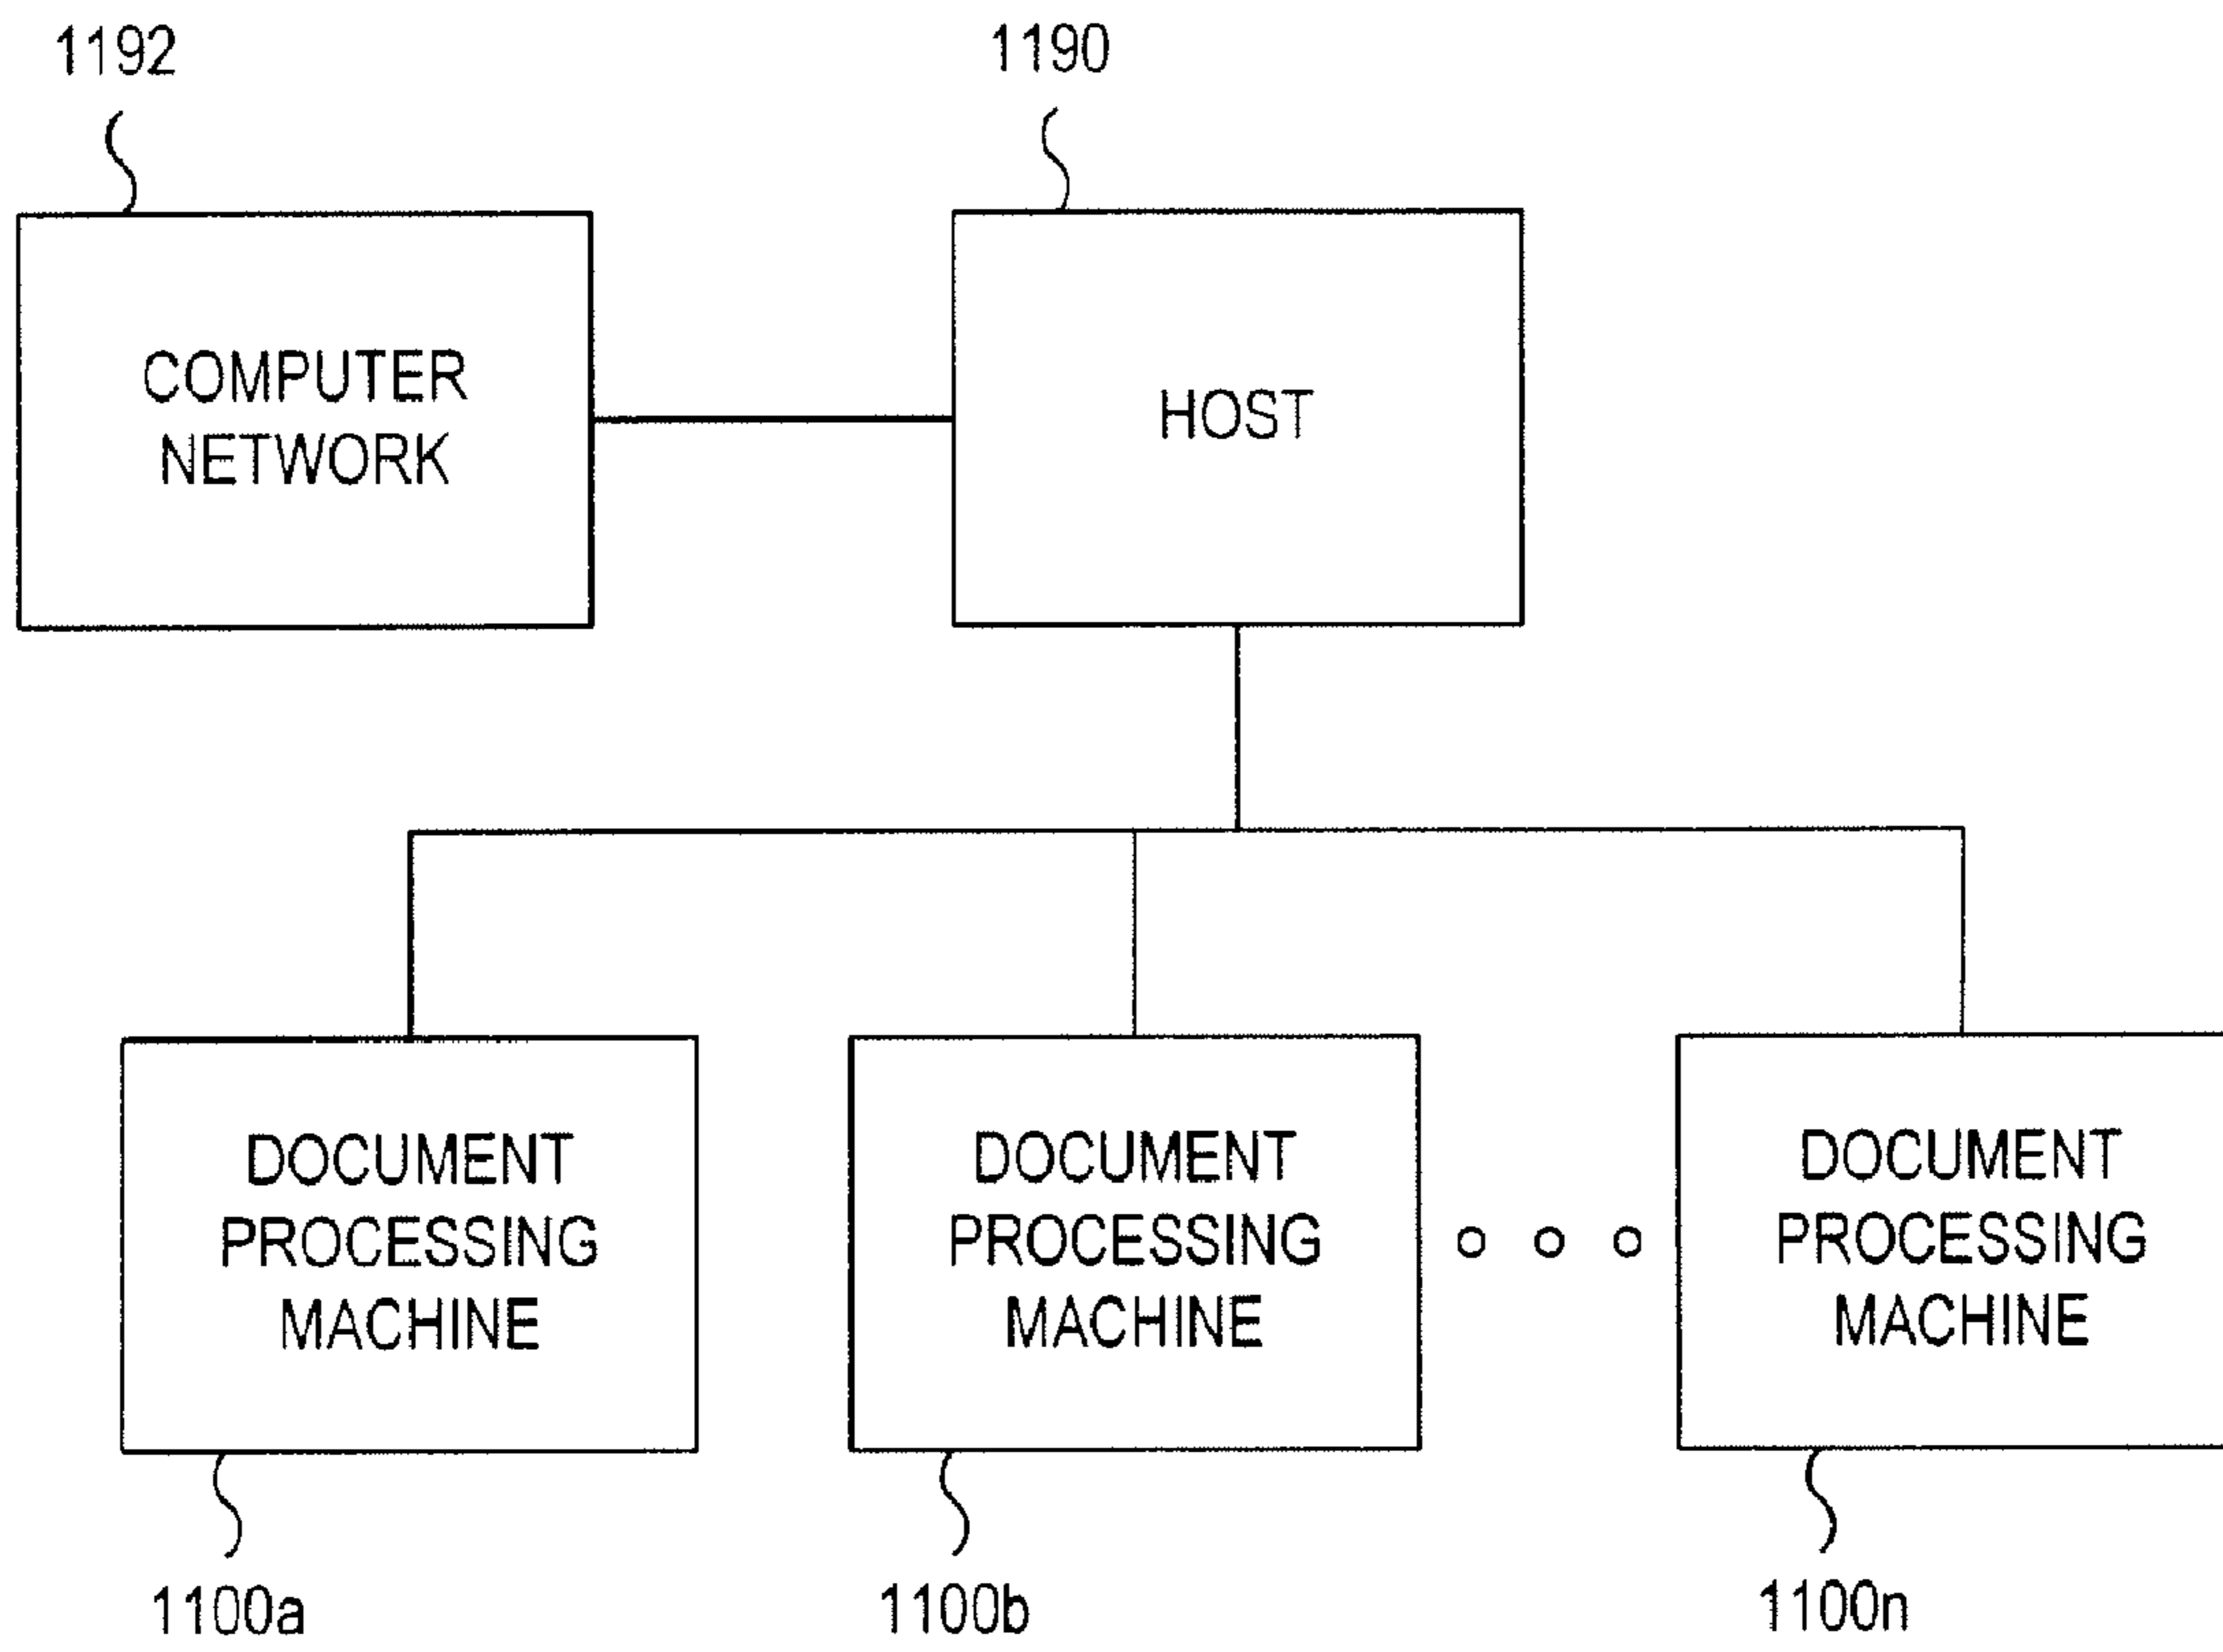 1192
1190
COMPUTER
NETWORK
HOST
DOCUMENT
PROCESSING
MACHINE
DOCUMENT
PROCESSING
MACHINE
DOCUMENT
PROCESSING
MACHINE
1100a
1100b
1100n